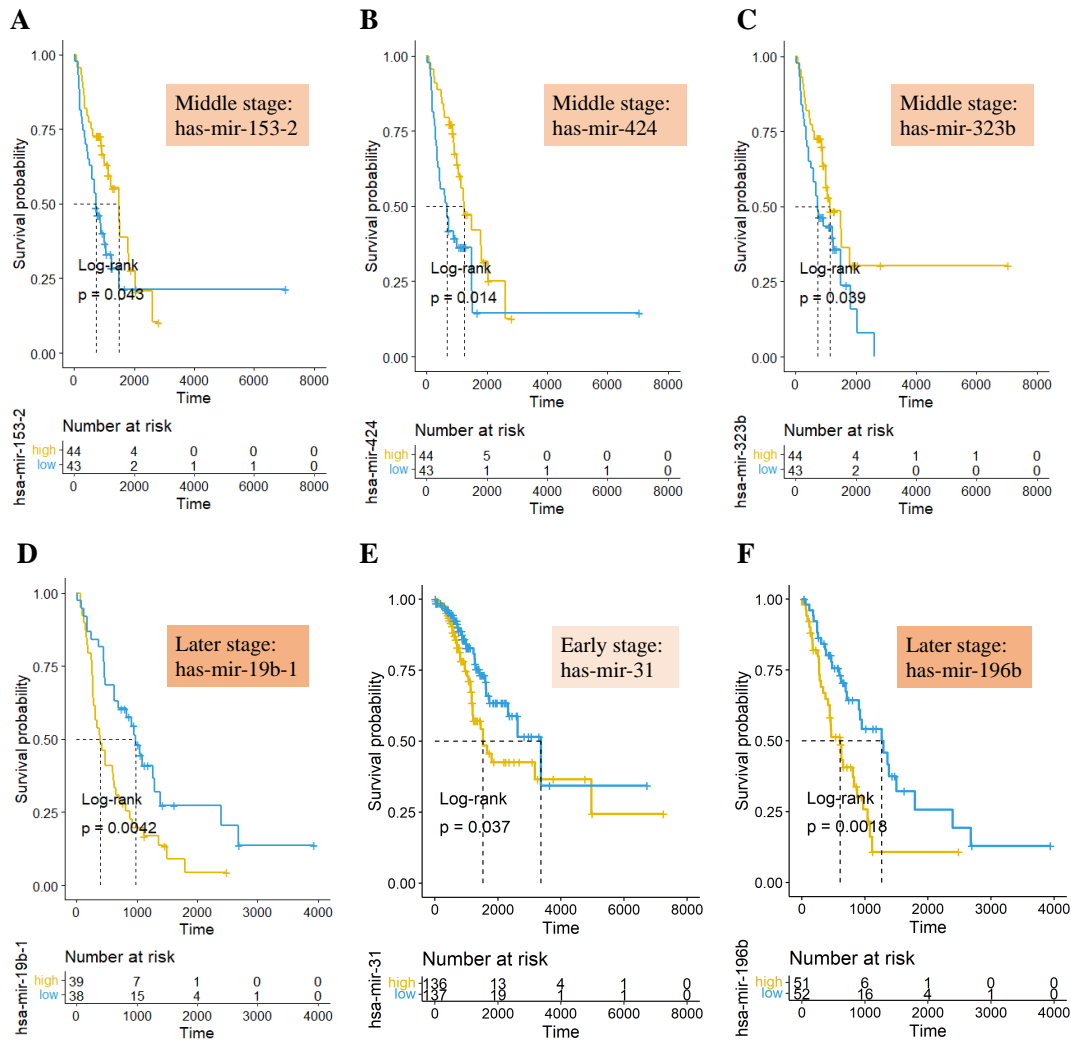 A
Survival probability
1.00
0.75
0.50
0.25
0.00
Middle stage:
has-mir-153-2
Log-rank
p = 0.043
0 2000 4000 6000 8000
Time
hsa-mir-153-2
Number at risk
high 44 4 0 0 0
low 43 2 1 1 0
0 2000 4000 6000 8000
Time
B
Survival probability
1.00
0.75
0.50
0.25
0.00
Middle stage:
has-mir-424
Log-rank
p = 0.014
0 2000 4000 6000 8000
Time
hsa-mir-424
Number at risk
high 44 5 0 0 0
low 43 1 1 1 0
0 2000 4000 6000 8000
Time
C
Survival probability
1.00
0.75
0.50
0.25
0.00
Middle stage:
has-mir-323b
Log-rank
p = 0.039
0 2000 4000 6000 8000
Time
hsa-mir-323b
Number at risk
high 44 4 1 1 0
low 43 2 0 0 0
0 2000 4000 6000 8000
Time
D
Survival probability
1.00
0.75
0.50
0.25
0.00
Later stage:
has-mir-19b-1
Log-rank
p = 0.0042
0 1000 2000 3000 4000
Time
hsa-mir-19b-1
Number at risk
high 39 7 1 0 0
low 38 15 4 1 0
0 1000 2000 3000 4000
Time
E
Survival probability
1.00
0.75
0.50
0.25
0.00
Early stage:
has-mir-31
Log-rank
p = 0.037
0 2000 4000 6000 8000
Time
hsa-mir-31
Number at risk
high 136 13 4 1 0
low 137 19 1 1 0
0 2000 4000 6000 8000
Time
F
Survival probability
1.00
0.75
0.50
0.25
0.00
Later stage:
has-mir-196b
Log-rank
p = 0.0018
0 1000 2000 3000 4000
Time
hsa-mir-196b
Number at risk
high 51 6 1 0 0
low 52 16 4 1 0
0 1000 2000 3000 4000
Time